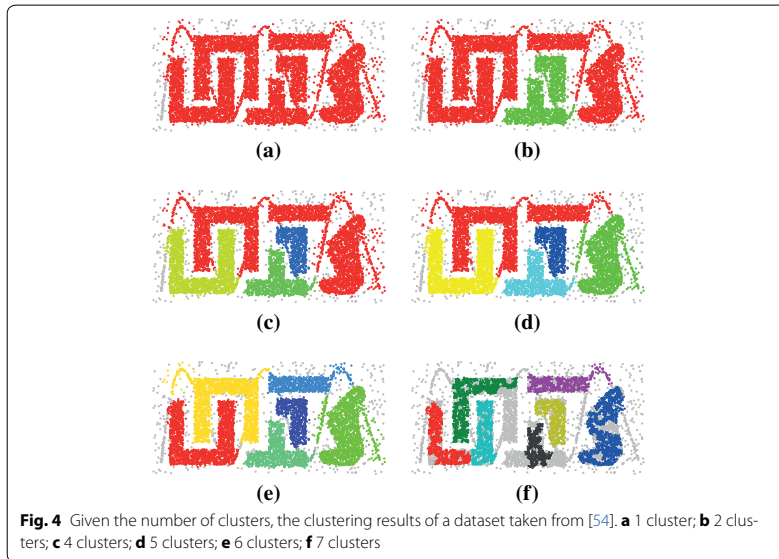 (a)
(b)
(c)
(d)
(e)
(f)
Fig. 4 Given the number of clusters, the clustering results of a dataset taken from [54]. a 1 cluster; b 2 clus-
ters; c 4 clusters; d 5 clusters; e 6 clusters; f 7 clusters